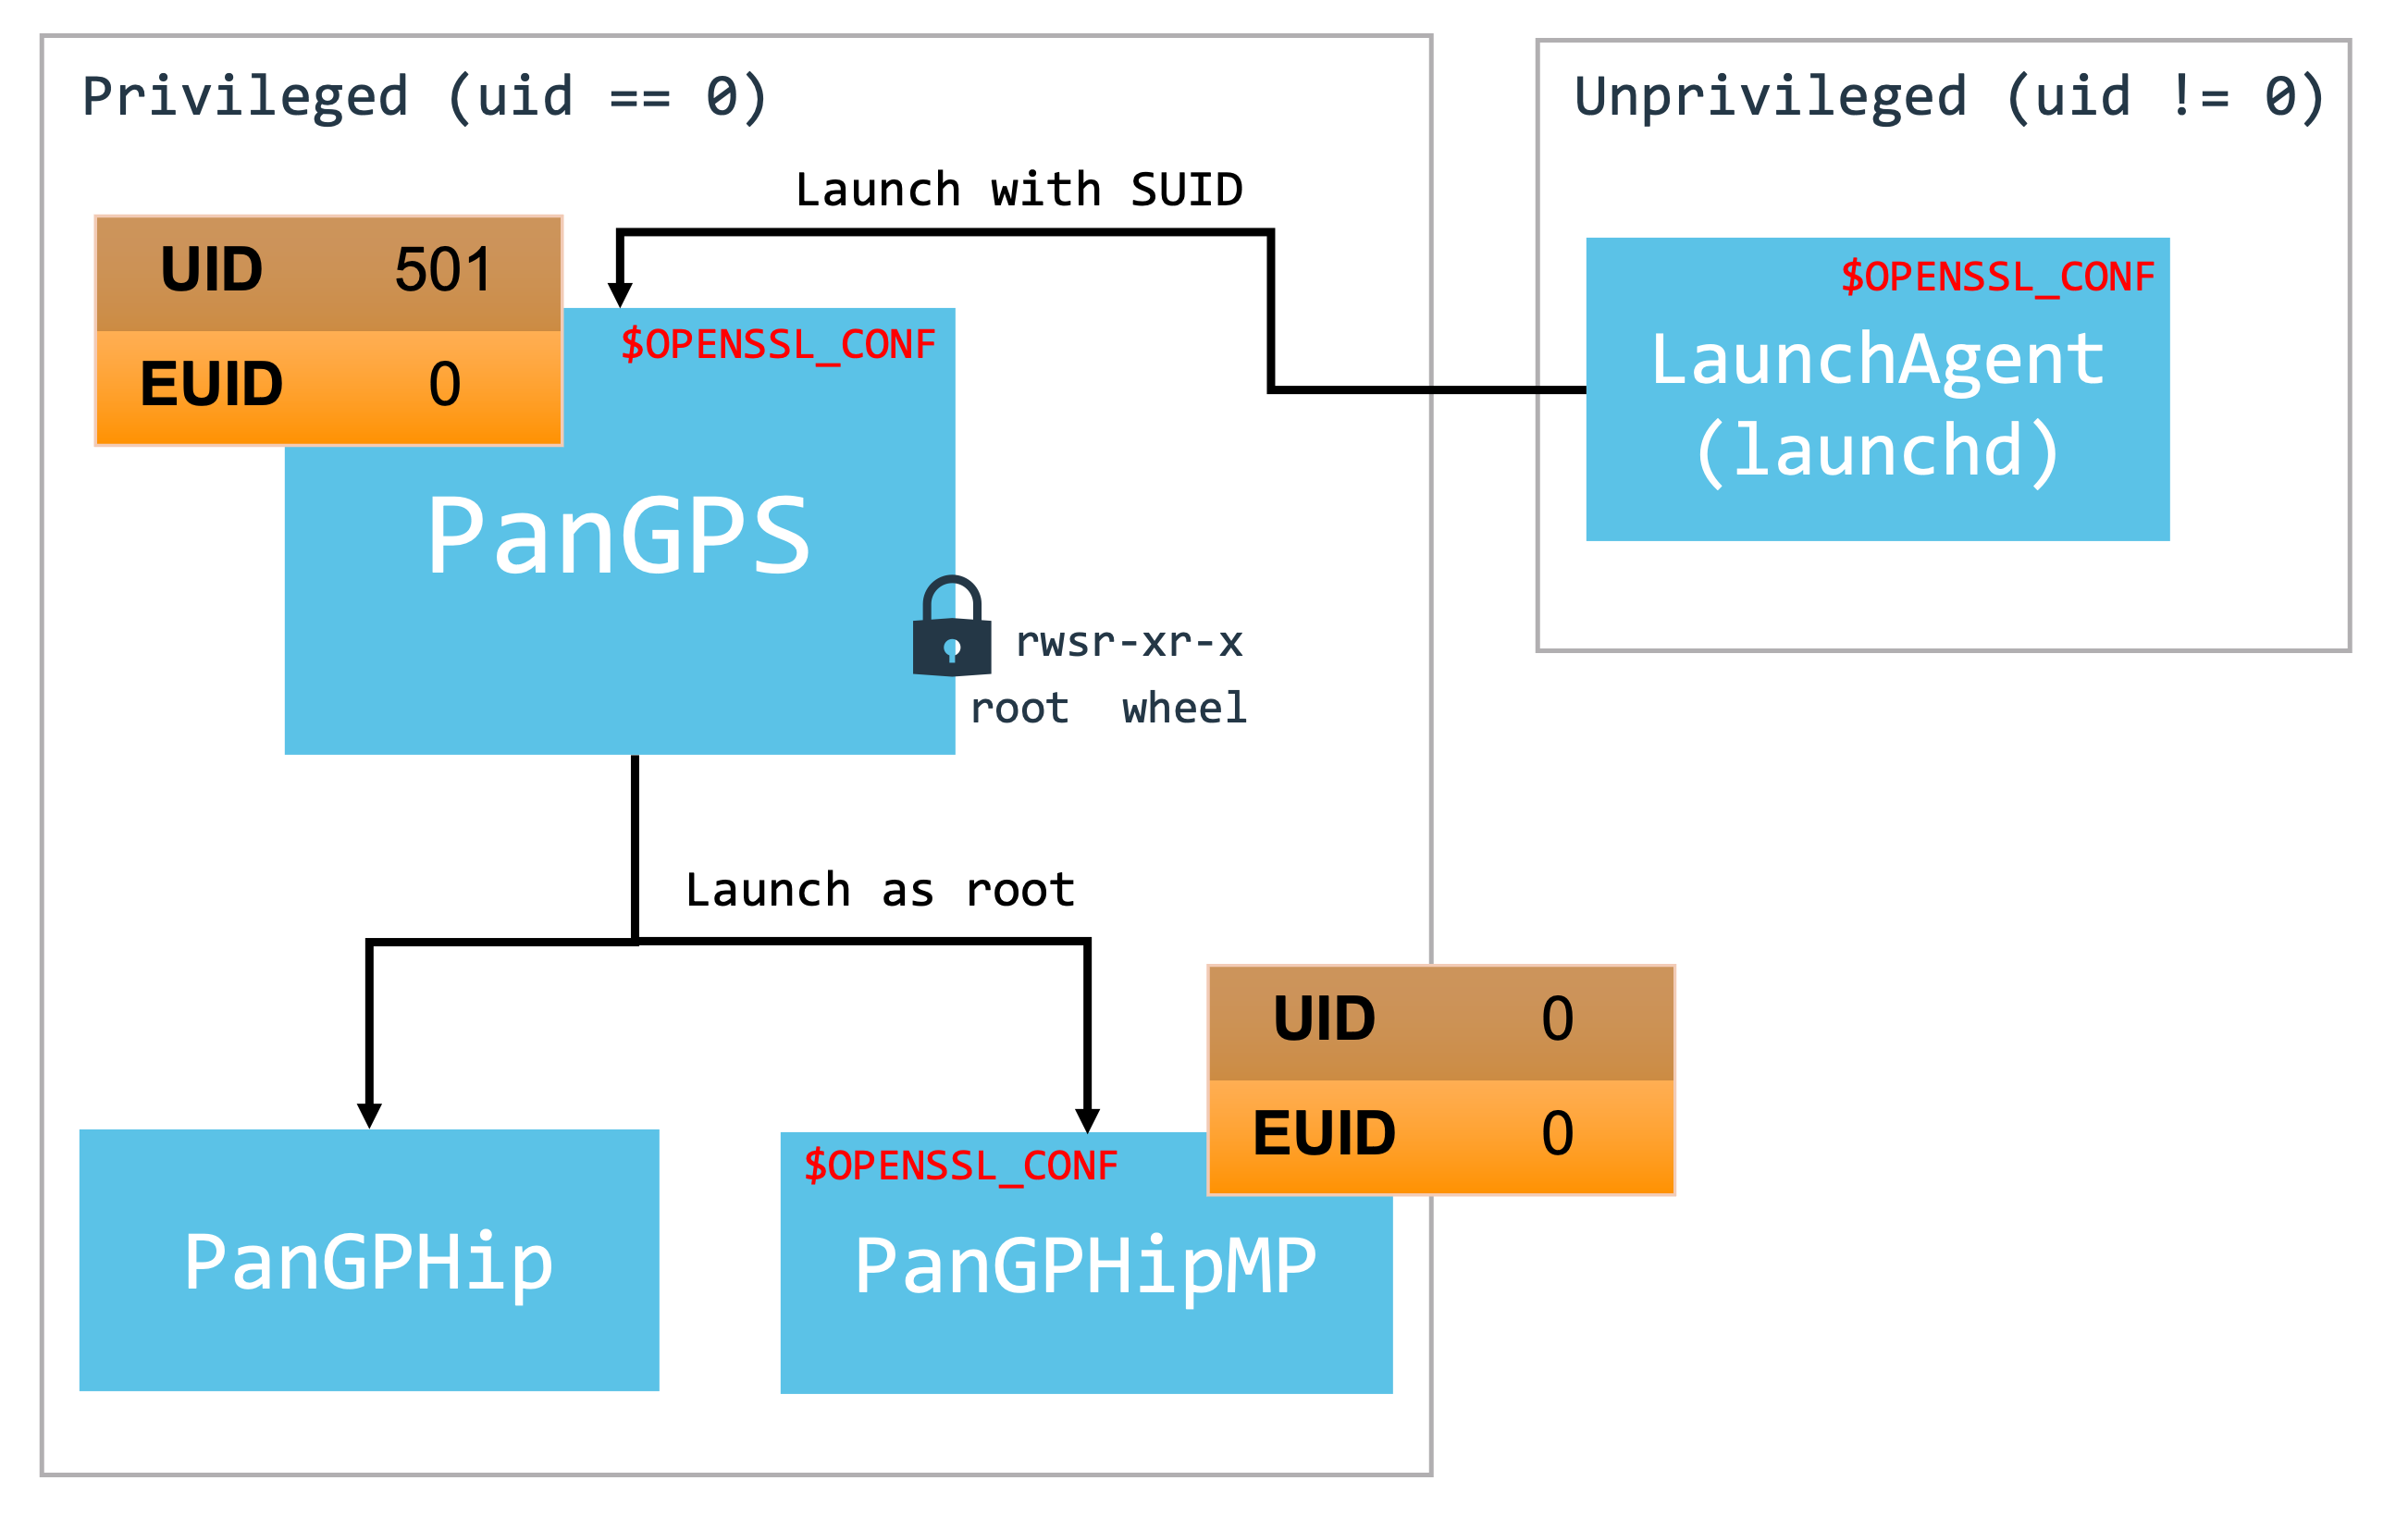 Privileged (uid == 0)
Launch with SUID
UID 501
EUID 0
$OPENSSL_CONF
PanGPS
rwsr-xr-x
root wheel
Launch as root
PanGPHip
$OPENSSL_CONF
PanGPHipMP
UID 0
EUID 0
Unprivileged (uid != 0)
$OPENSSL_CONF
LaunchAgent
(launchd)